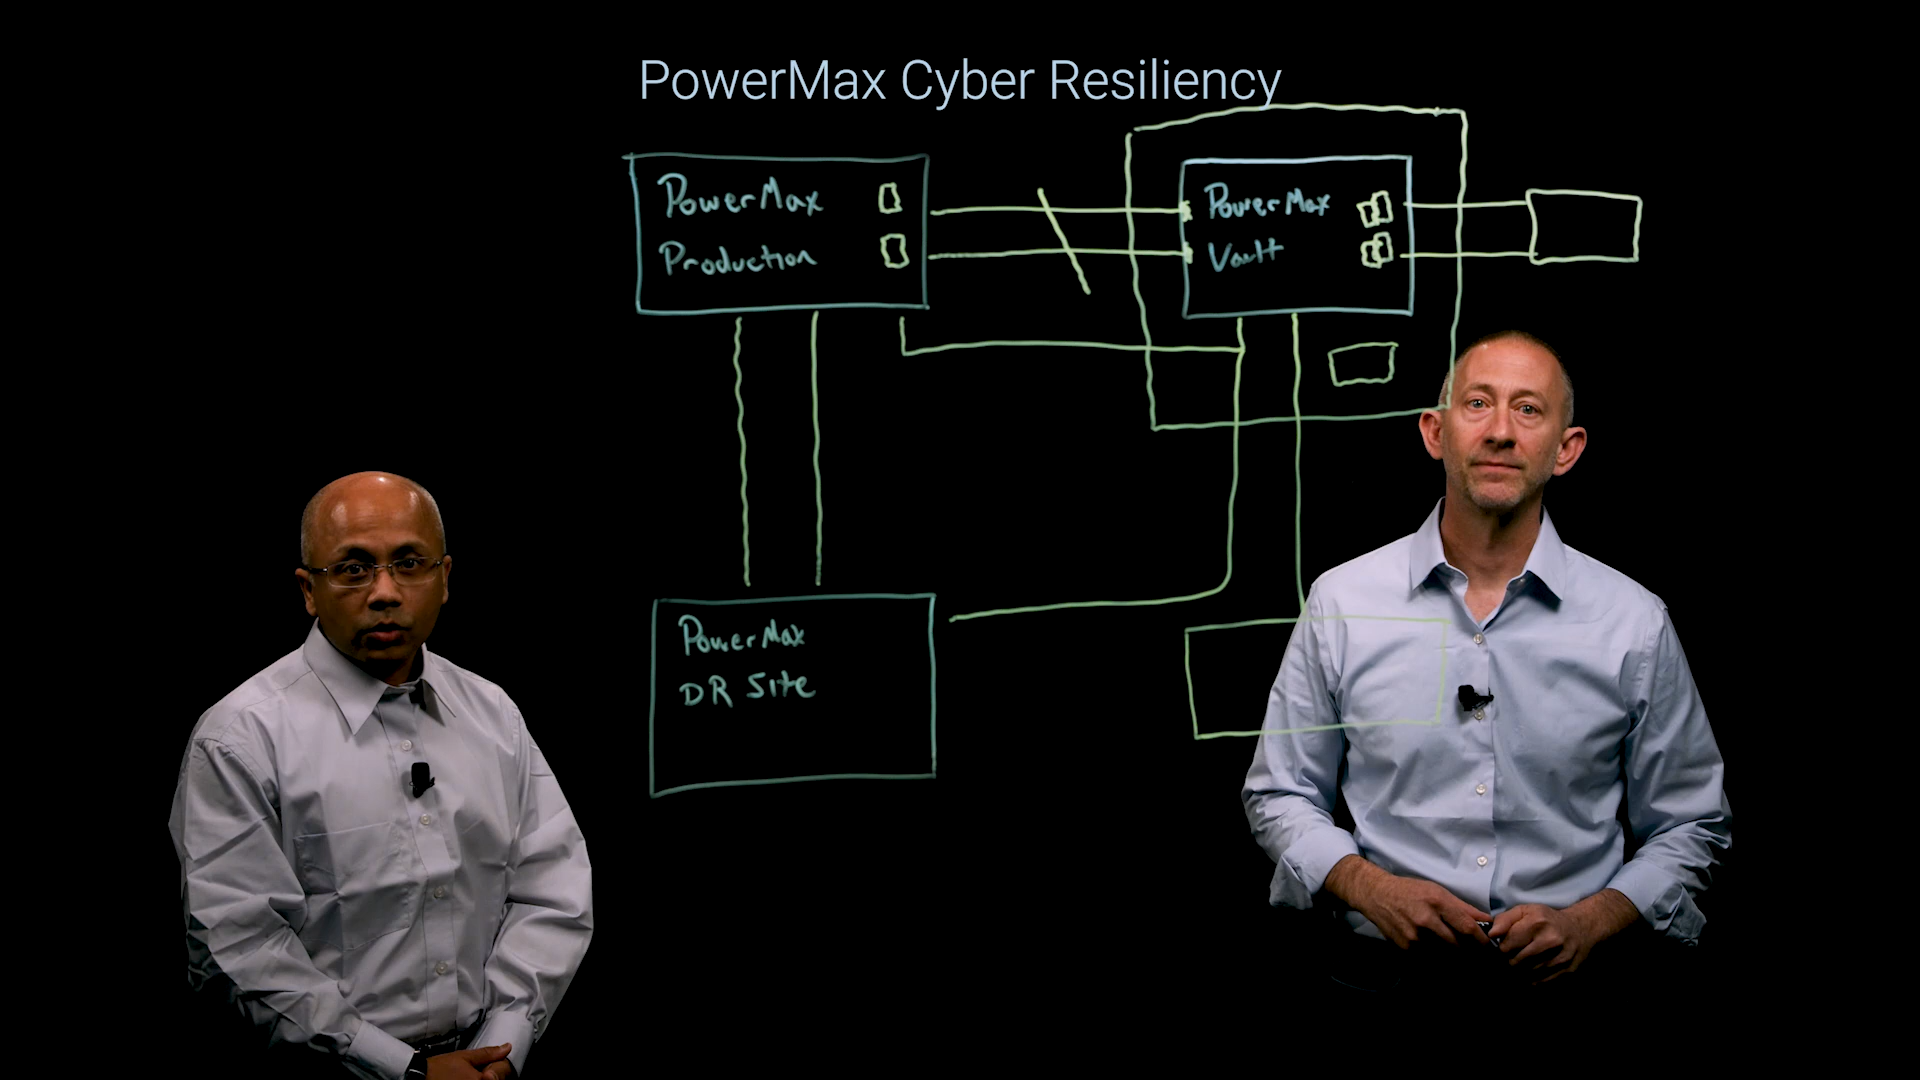 PowerMax Cyber Resiliency
PowerMax
Production
PowerMax
Vault
PowerMax
DR Site